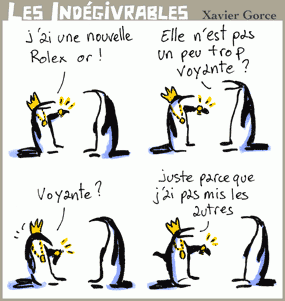 Les Indégivrables
Xavier Gorce
j'ai une nouvelle
Rolex or !
Elle n'est pas
un peu trop
voyante ?
Voyante ?
juste parce que
j'ai pas mis les
autres